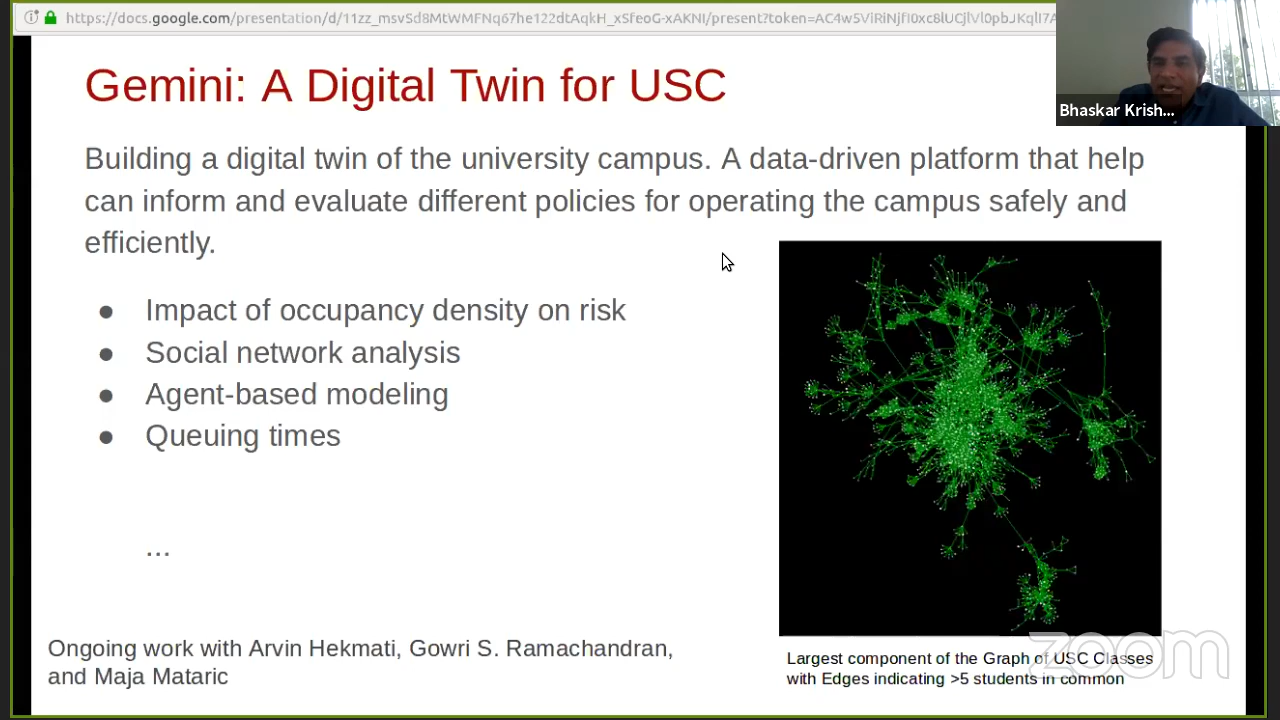 https://docs.google.com/presentation/d/11zz_msvSd8MtWMFNq67he122dtAqkH_xSfeoG-xAKNI/present?token=AC4w5ViRiNjfI0xc8lUCjlVl0pbJKqlI7A
Gemini: A Digital Twin for USC
Bhaskar Krish...
Building a digital twin of the university campus. A data-driven platform that help
can inform and evaluate different policies for operating the campus safely and
efficiently.
● Impact of occupancy density on risk
● Social network analysis
● Agent-based modeling
● Queuing times
...
Ongoing work with Arvin Hekmati, Gowri S. Ramachandran,
and Maja Mataric
Largest component of the Graph of USC Classes
with Edges indicating >5 students in common
zoom